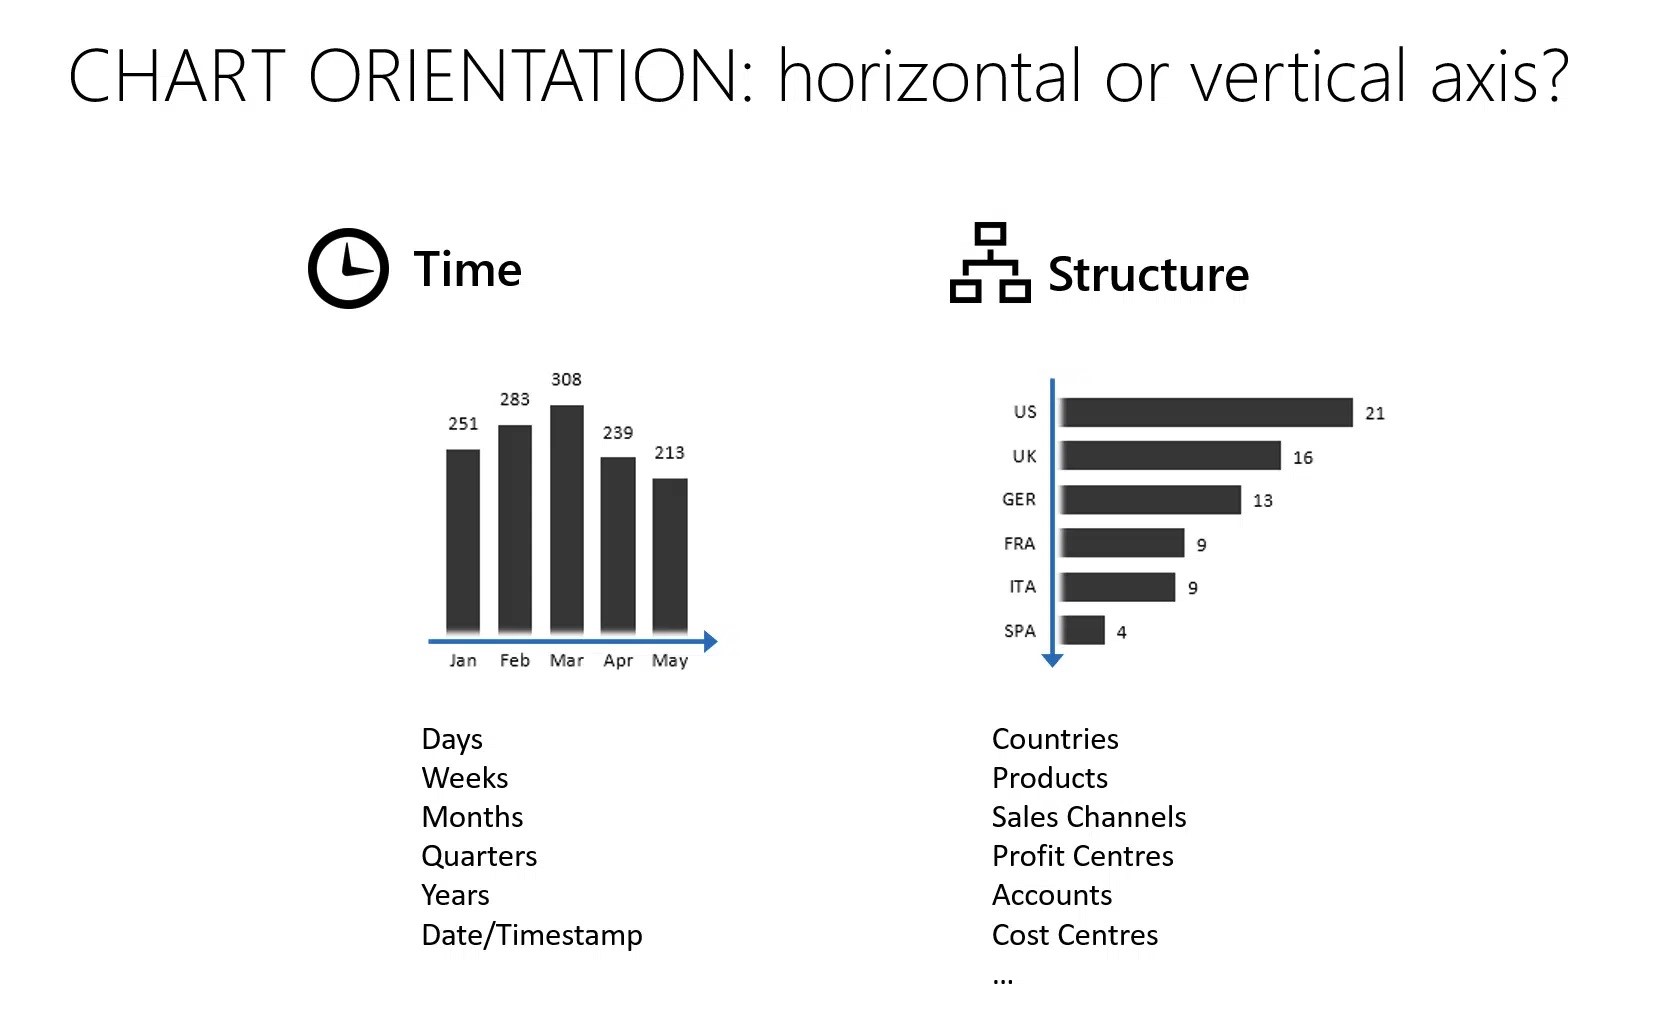 CHART ORIENTATION: horizontal or vertical axis?
Time
308
283
251
239
213
Jan Feb Mar Apr May
Days
Weeks
Months
Quarters
Years
Date/Timestamp
Structure
US 21
UK 16
GER 13
FRA 9
ITA 9
SPA 4
Countries
Products
Sales Channels
Profit Centres
Accounts
Cost Centres
...